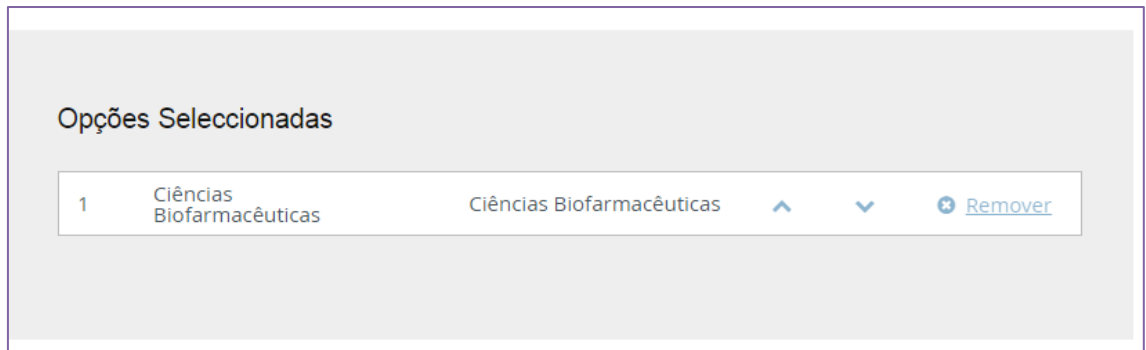 Opções Seleccionadas
1 Ciências Biofarmacêuticas Ciências Biofarmacêuticas Remover